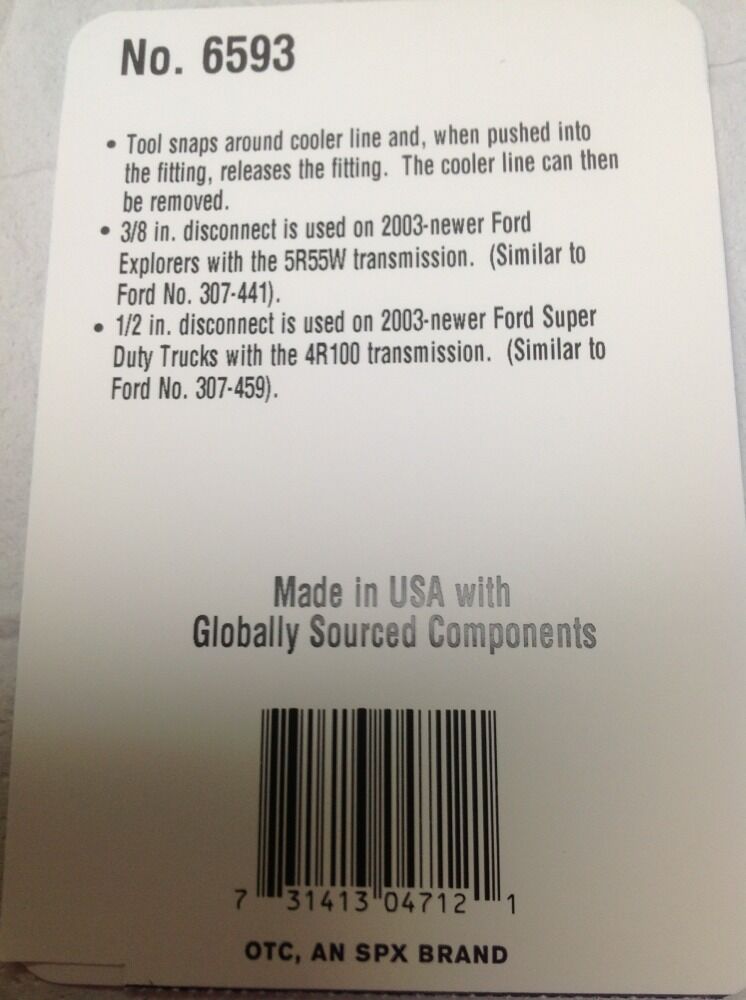 No. 6593
• Tool snaps around cooler line and, when pushed into
the fitting, releases the fitting. The cooler line can then
be removed.
• 3/8 in. disconnect is used on 2003-newer Ford
Explorers with the 5R55W transmission. (Similar to
Ford No. 307-441).
• 1/2 in. disconnect is used on 2003-newer Ford Super
Duty Trucks with the 4R100 transmission. (Similar to
Ford No. 307-459).
Made in USA with
Globally Sourced Components
7 31413 04712 1
OTC, AN SPX BRAND